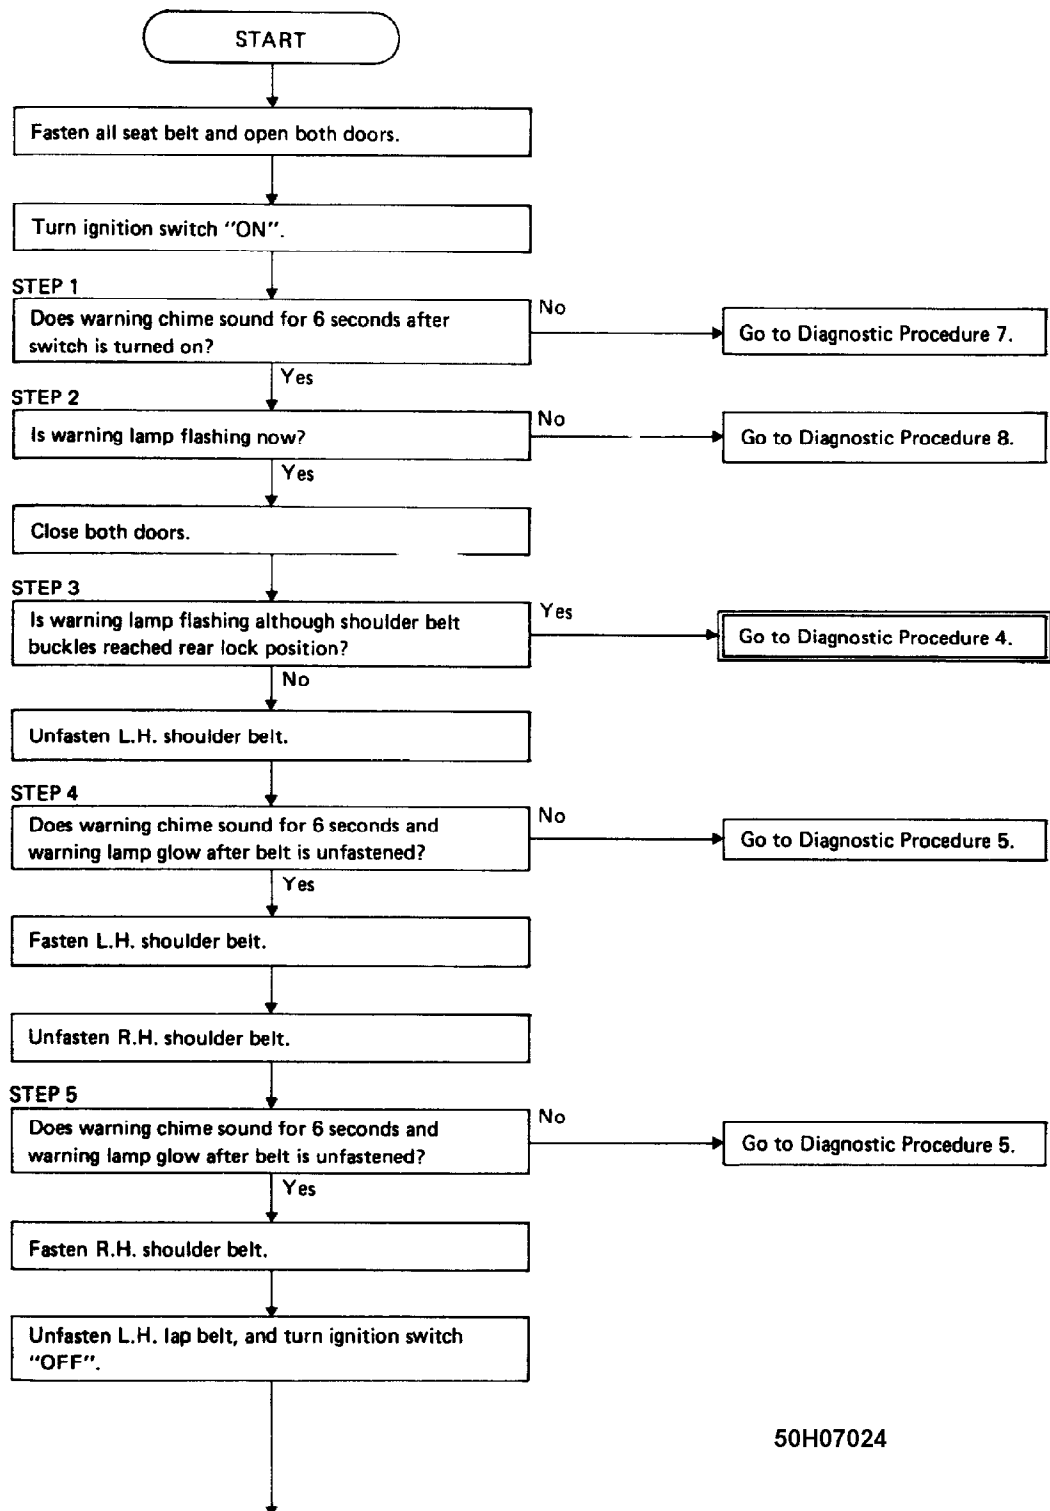 START
Fasten all seat belt and open both doors.
Turn ignition switch "ON".
STEP 1
Does warning chime sound for 6 seconds after
switch is turned on?
No
Go to Diagnostic Procedure 7.
Yes
STEP 2
Is warning lamp flashing now?
No
Go to Diagnostic Procedure 8.
Yes
Close both doors.
STEP 3
Is warning lamp flashing although shoulder belt
buckles reached rear lock position?
Yes
Go to Diagnostic Procedure 4.
No
Unfasten L.H. shoulder belt.
STEP 4
Does warning chime sound for 6 seconds and
warning lamp glow after belt is unfastened?
No
Go to Diagnostic Procedure 5.
Yes
Fasten L.H. shoulder belt.
Unfasten R.H. shoulder belt.
STEP 5
Does warning chime sound for 6 seconds and
warning lamp glow after belt is unfastened?
No
Go to Diagnostic Procedure 5.
Yes
Fasten R.H. shoulder belt.
Unfasten L.H. lap belt, and turn ignition switch
"OFF".
50H07024